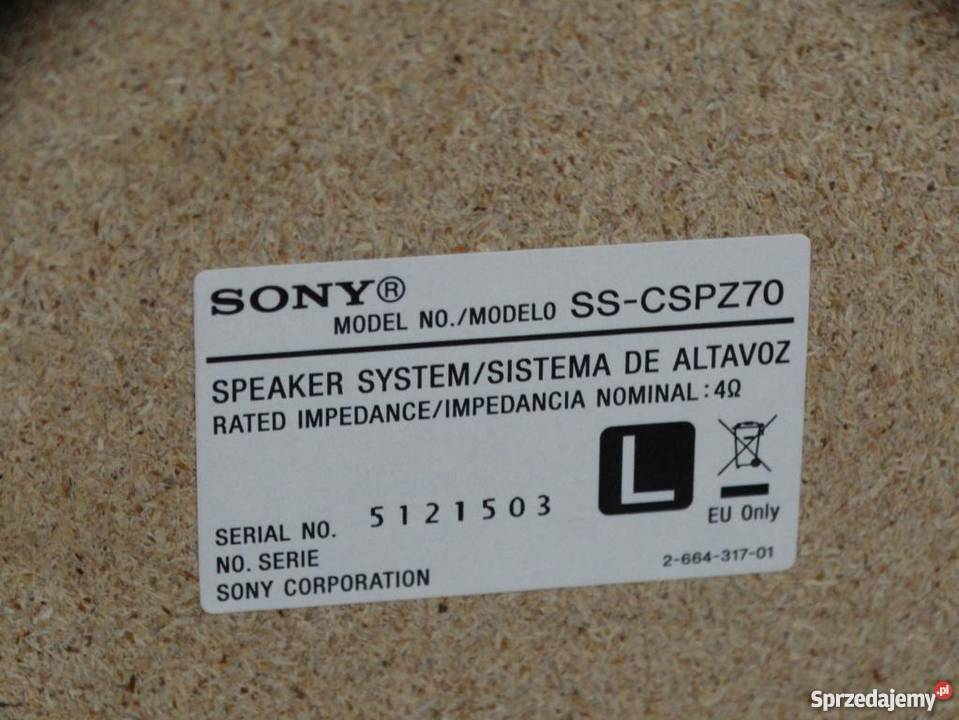 SONY®
MODEL NO./MODELO SS-CSPZ70
SPEAKER SYSTEM/SISTEMA DE ALTAVOZ
RATED IMPEDANCE/IMPEDANCIA NOMINAL:4Ω
L
EU Only
SERIAL NO. 5121503
NO. SERIE
SONY CORPORATION
2-664-317-01
Sprzedajemy.pl